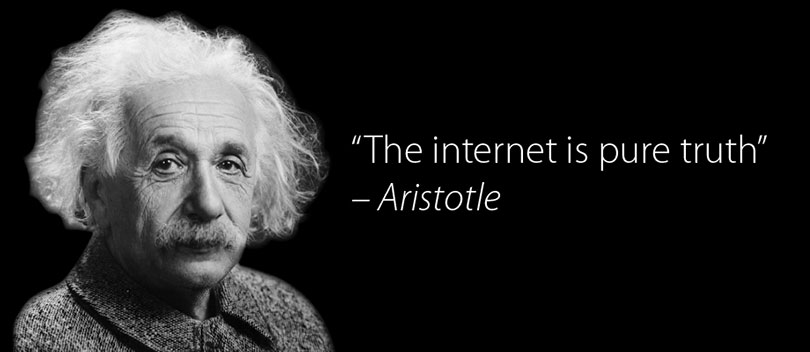 “The internet is pure truth”
– Aristotle